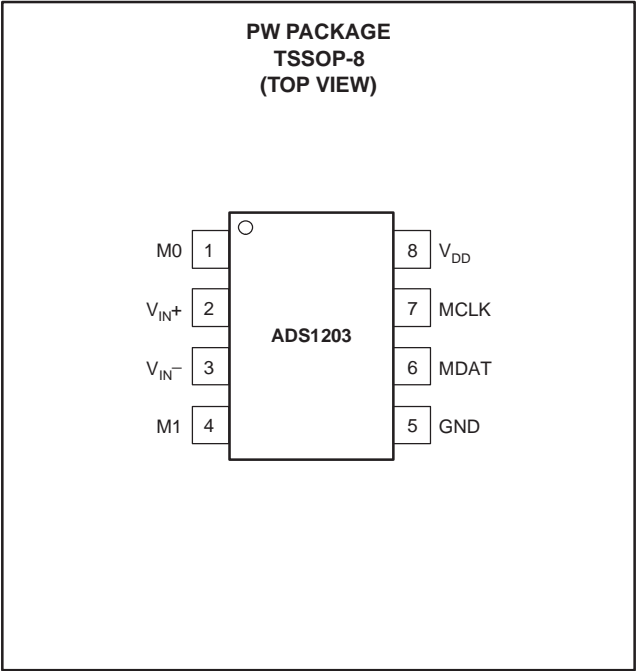 PW PACKAGE
TSSOP-8
(TOP VIEW)
M0 1
8 VDD
VIN+ 2
7 MCLK
ADS1203
VIN− 3
6 MDAT
M1 4
5 GND